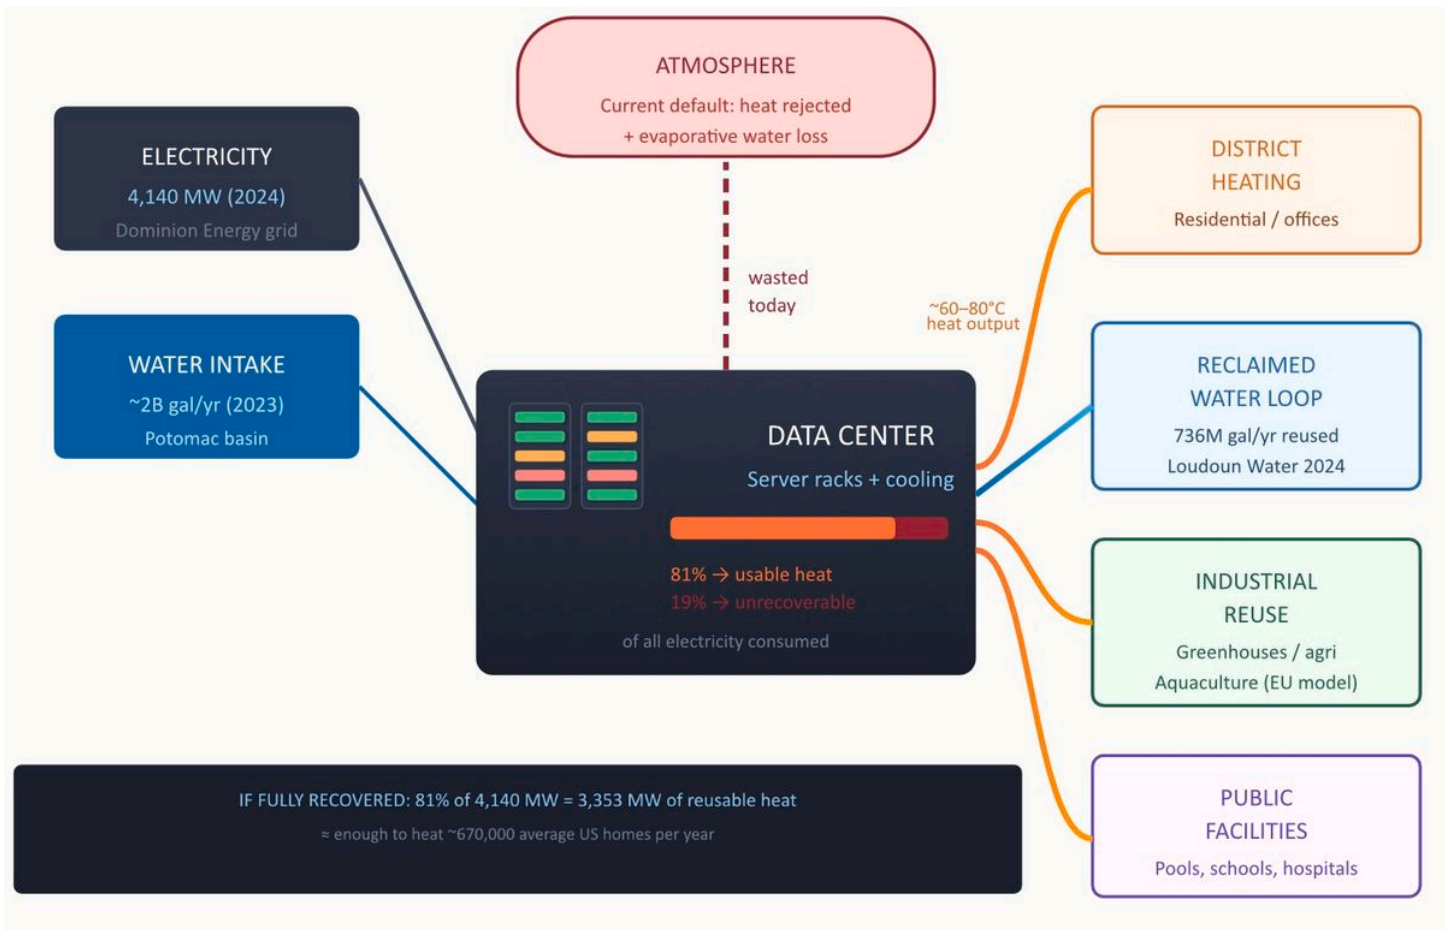 ATMOSPHERE
Current default: heat rejected
+ evaporative water loss
ELECTRICITY
4,140 MW (2024)
Dominion Energy grid
WATER INTAKE
~2B gal/yr (2023)
Potomac basin
wasted
today
~60–80°C
heat output
DATA CENTER
Server racks + cooling
81% → usable heat
19% → unrecoverable
of all electricity consumed
DISTRICT
HEATING
Residential / offices
RECLAIMED
WATER LOOP
736M gal/yr reused
Loudoun Water 2024
INDUSTRIAL
REUSE
Greenhouses / agri
Aquaculture (EU model)
PUBLIC
FACILITIES
Pools, schools, hospitals
IF FULLY RECOVERED: 81% of 4,140 MW = 3,353 MW of reusable heat
≈ enough to heat ~670,000 average US homes per year